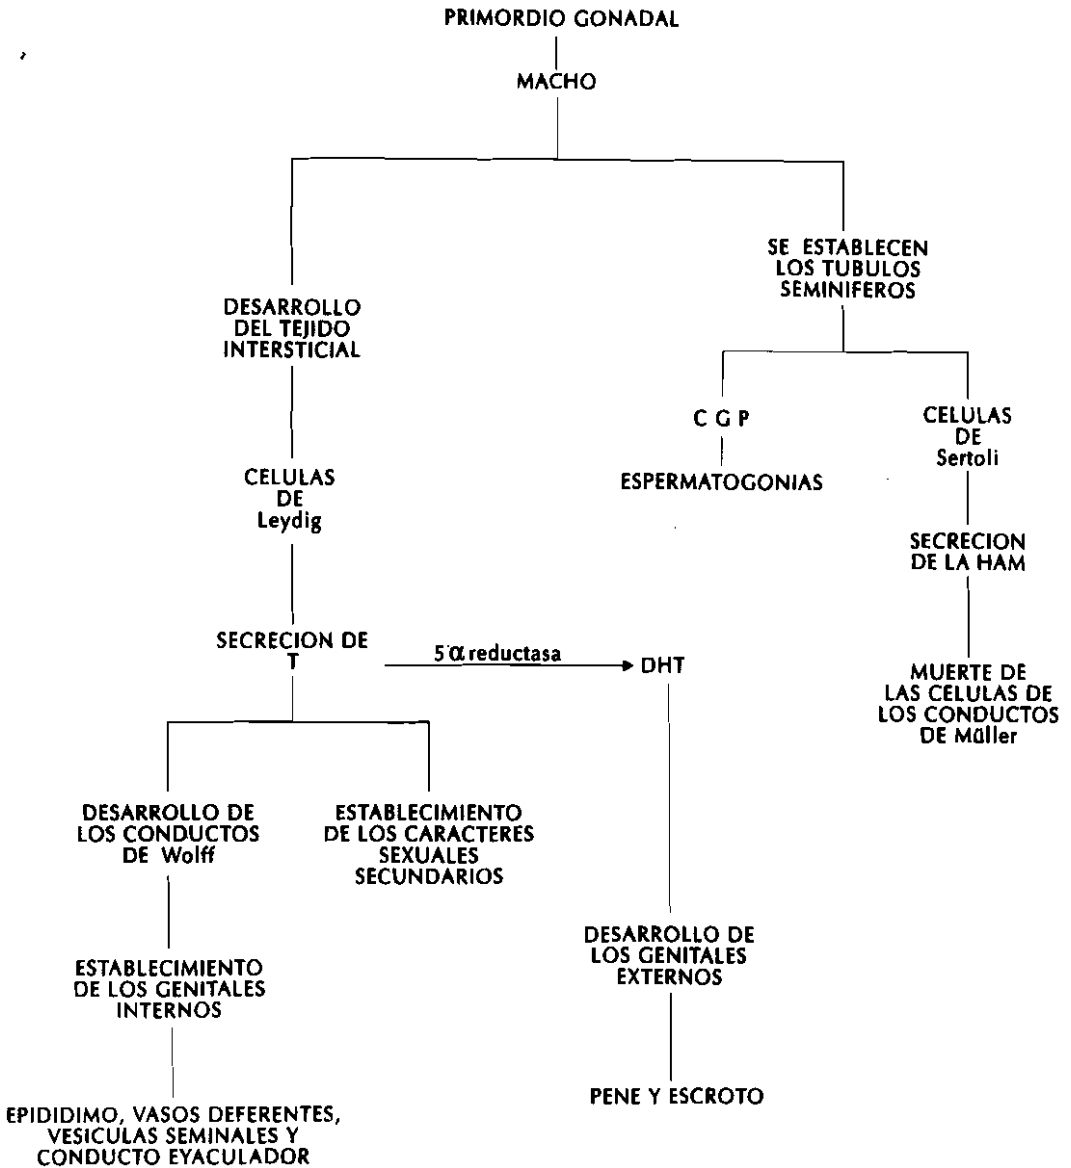 PRIMORDIO GONADAL
MACHO
SE ESTABLECEN
LOS TUBULOS
SEMINIFEROS
DESARROLLO
DEL TEJIDO
INTERSTICIAL
C G P
ESPERMATOGONIAS
CELULAS
DE
Sertoli
CELULAS
DE
Leydig
SECRECION
DE LA HAM
SECRECION DE
T
5 α reductasa
DHT
MUERTE DE
LAS CELULAS DE
LOS CONDUCTOS
DE Müller
DESARROLLO DE
LOS CONDUCTOS
DE Wolff
ESTABLECIMIENTO
DE LOS CARACTERES
SEXUALES
SECUNDARIOS
DESARROLLO DE
LOS GENITALES
EXTERNOS
ESTABLECIMIENTO
DE LOS GENITALES
INTERNOS
PENE Y ESCROTO
EPIDIDIMO, VASOS DEFERENTES,
VESICULAS SEMINALES Y
CONDUCTO EYACULADOR